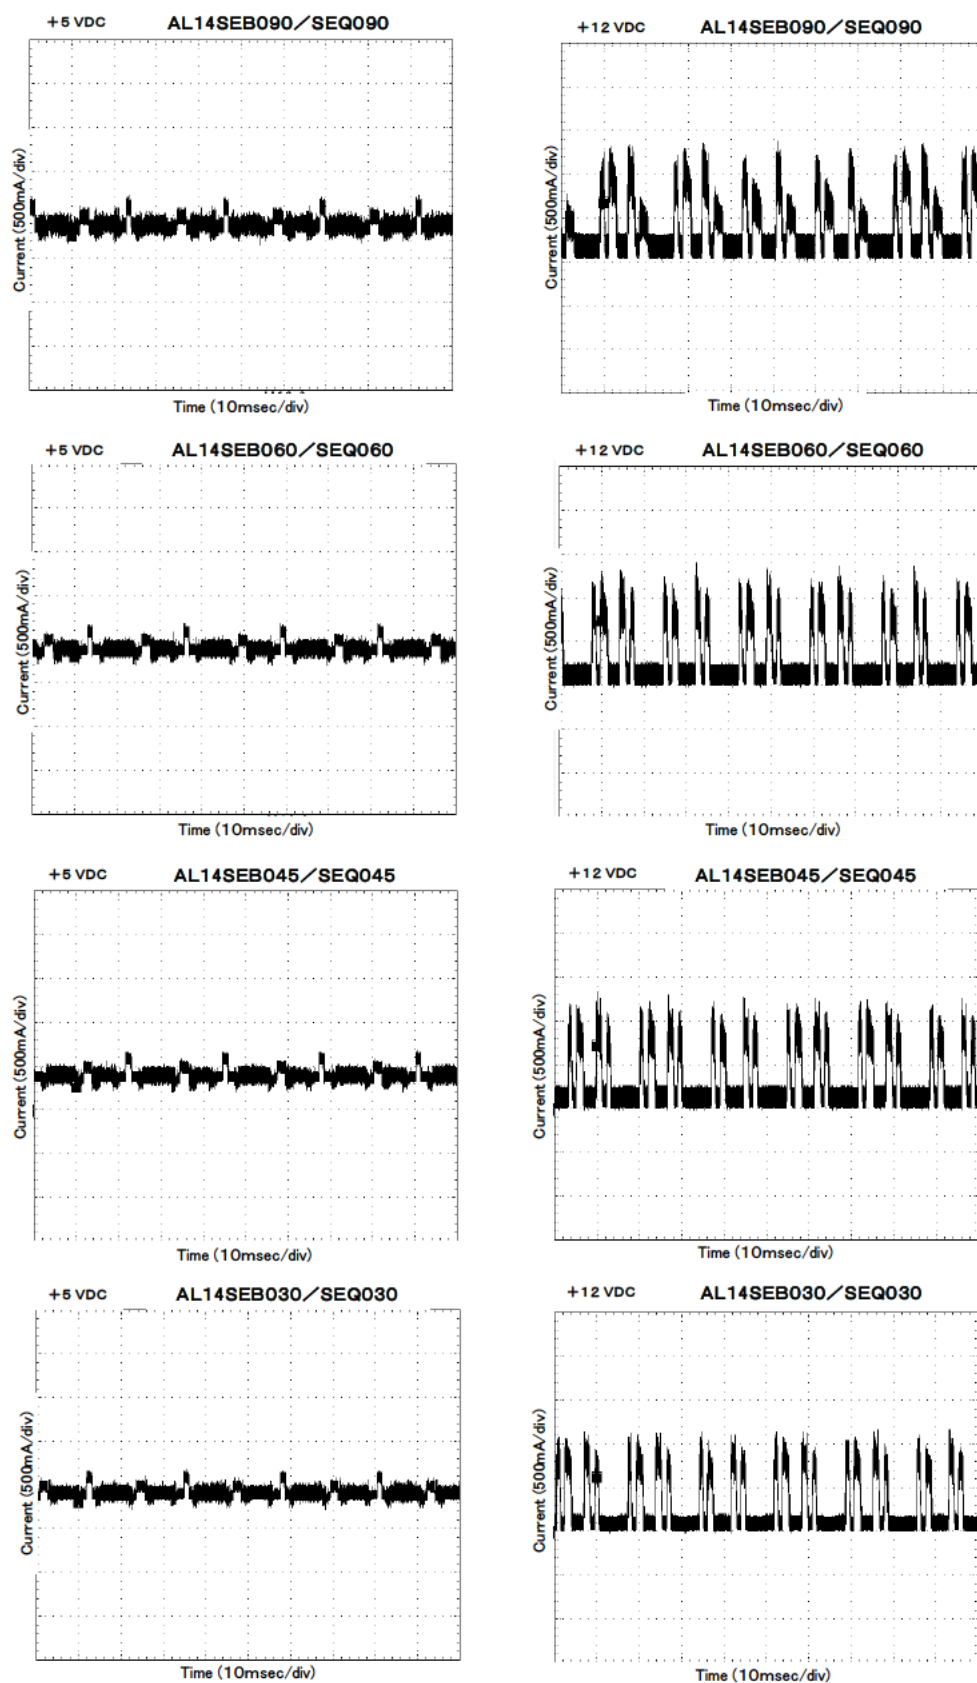 +5 VDC AL14SEB090/SEQ090
Current (500mA/div)
Time (10msec/div)
+12 VDC AL14SEB090/SEQ090
Current (500mA/div)
Time (10msec/div)
+5 VDC AL14SEB060/SEQ060
Current (500mA/div)
Time (10msec/div)
+12 VDC AL14SEB060/SEQ060
Current (500mA/div)
Time (10msec/div)
+5 VDC AL14SEB045/SEQ045
Current (500mA/div)
Time (10msec/div)
+12 VDC AL14SEB045/SEQ045
Current (500mA/div)
Time (10msec/div)
+5 VDC AL14SEB030/SEQ030
Current (500mA/div)
Time (10msec/div)
+12 VDC AL14SEB030/SEQ030
Current (500mA/div)
Time (10msec/div)